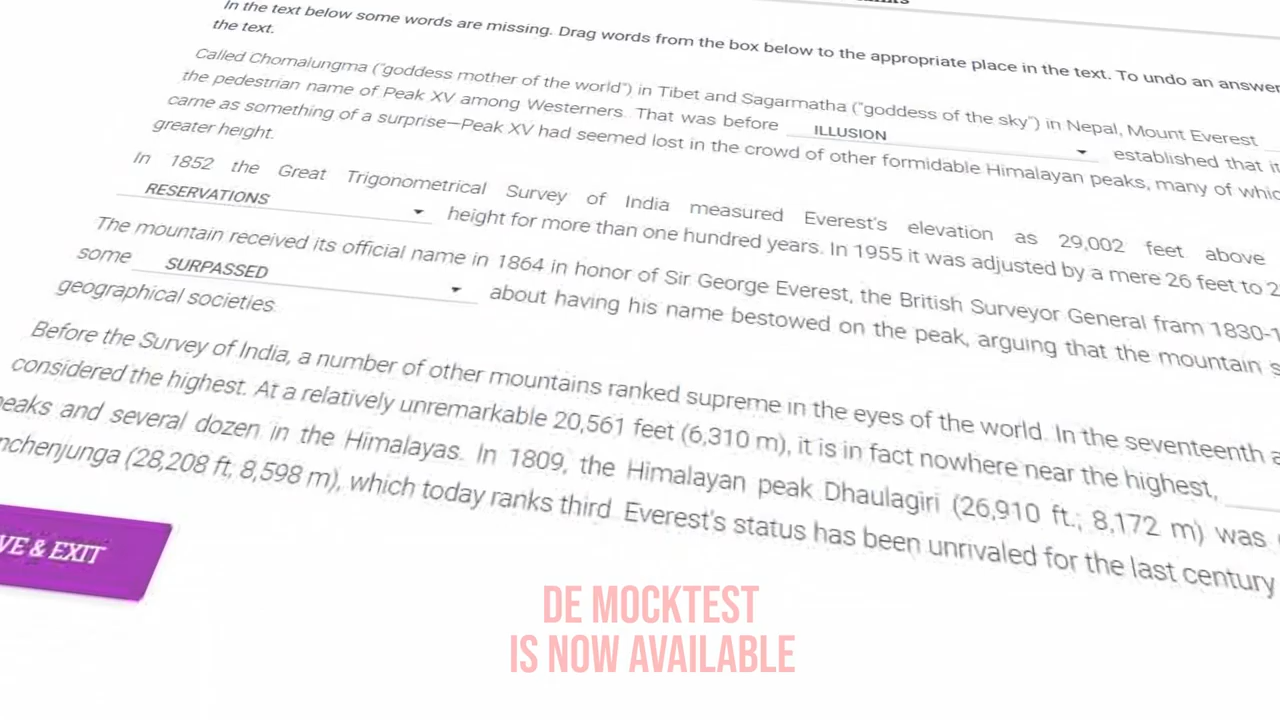 In the text below some words are missing. Drag words from the box below to the appropriate place in the text. To undo an answer
the text.
Called Chomalungma ("goddess mother of the world") in Tibet and Sagarmatha ("goddess of the sky") in Nepal, Mount Everest
the pedestrian name of Peak XV among Westerners. That was before ILLUSION established that it
came as something of a surprise—Peak XV had seemed lost in the crowd of other formidable Himalayan peaks, many of which
greater height.
In 1852 the Great Trigonometrical Survey of India measured Everest's elevation as 29,002 feet above
RESERVATIONS height for more than one hundred years. In 1955 it was adjusted by a mere 26 feet to 2
The mountain received its official name in 1864 in honor of Sir George Everest, the British Surveyor General fram 1830-1
some SURPASSED about having his name bestowed on the peak, arguing that the mountain s
geographical societies.
Before the Survey of India, a number of other mountains ranked supreme in the eyes of the world. In the seventeenth a
considered the highest. At a relatively unremarkable 20,561 feet (6,310 m), it is in fact nowhere near the highest,
peaks and several dozen in the Himalayas. In 1809, the Himalayan peak Dhaulagiri (26,910 ft.; 8,172 m) was
nchenjunga (28,208 ft, 8,598 m), which today ranks third. Everest's status has been unrivaled for the last century
VE & EXIT
DE MOCKTEST
IS NOW AVAILABLE